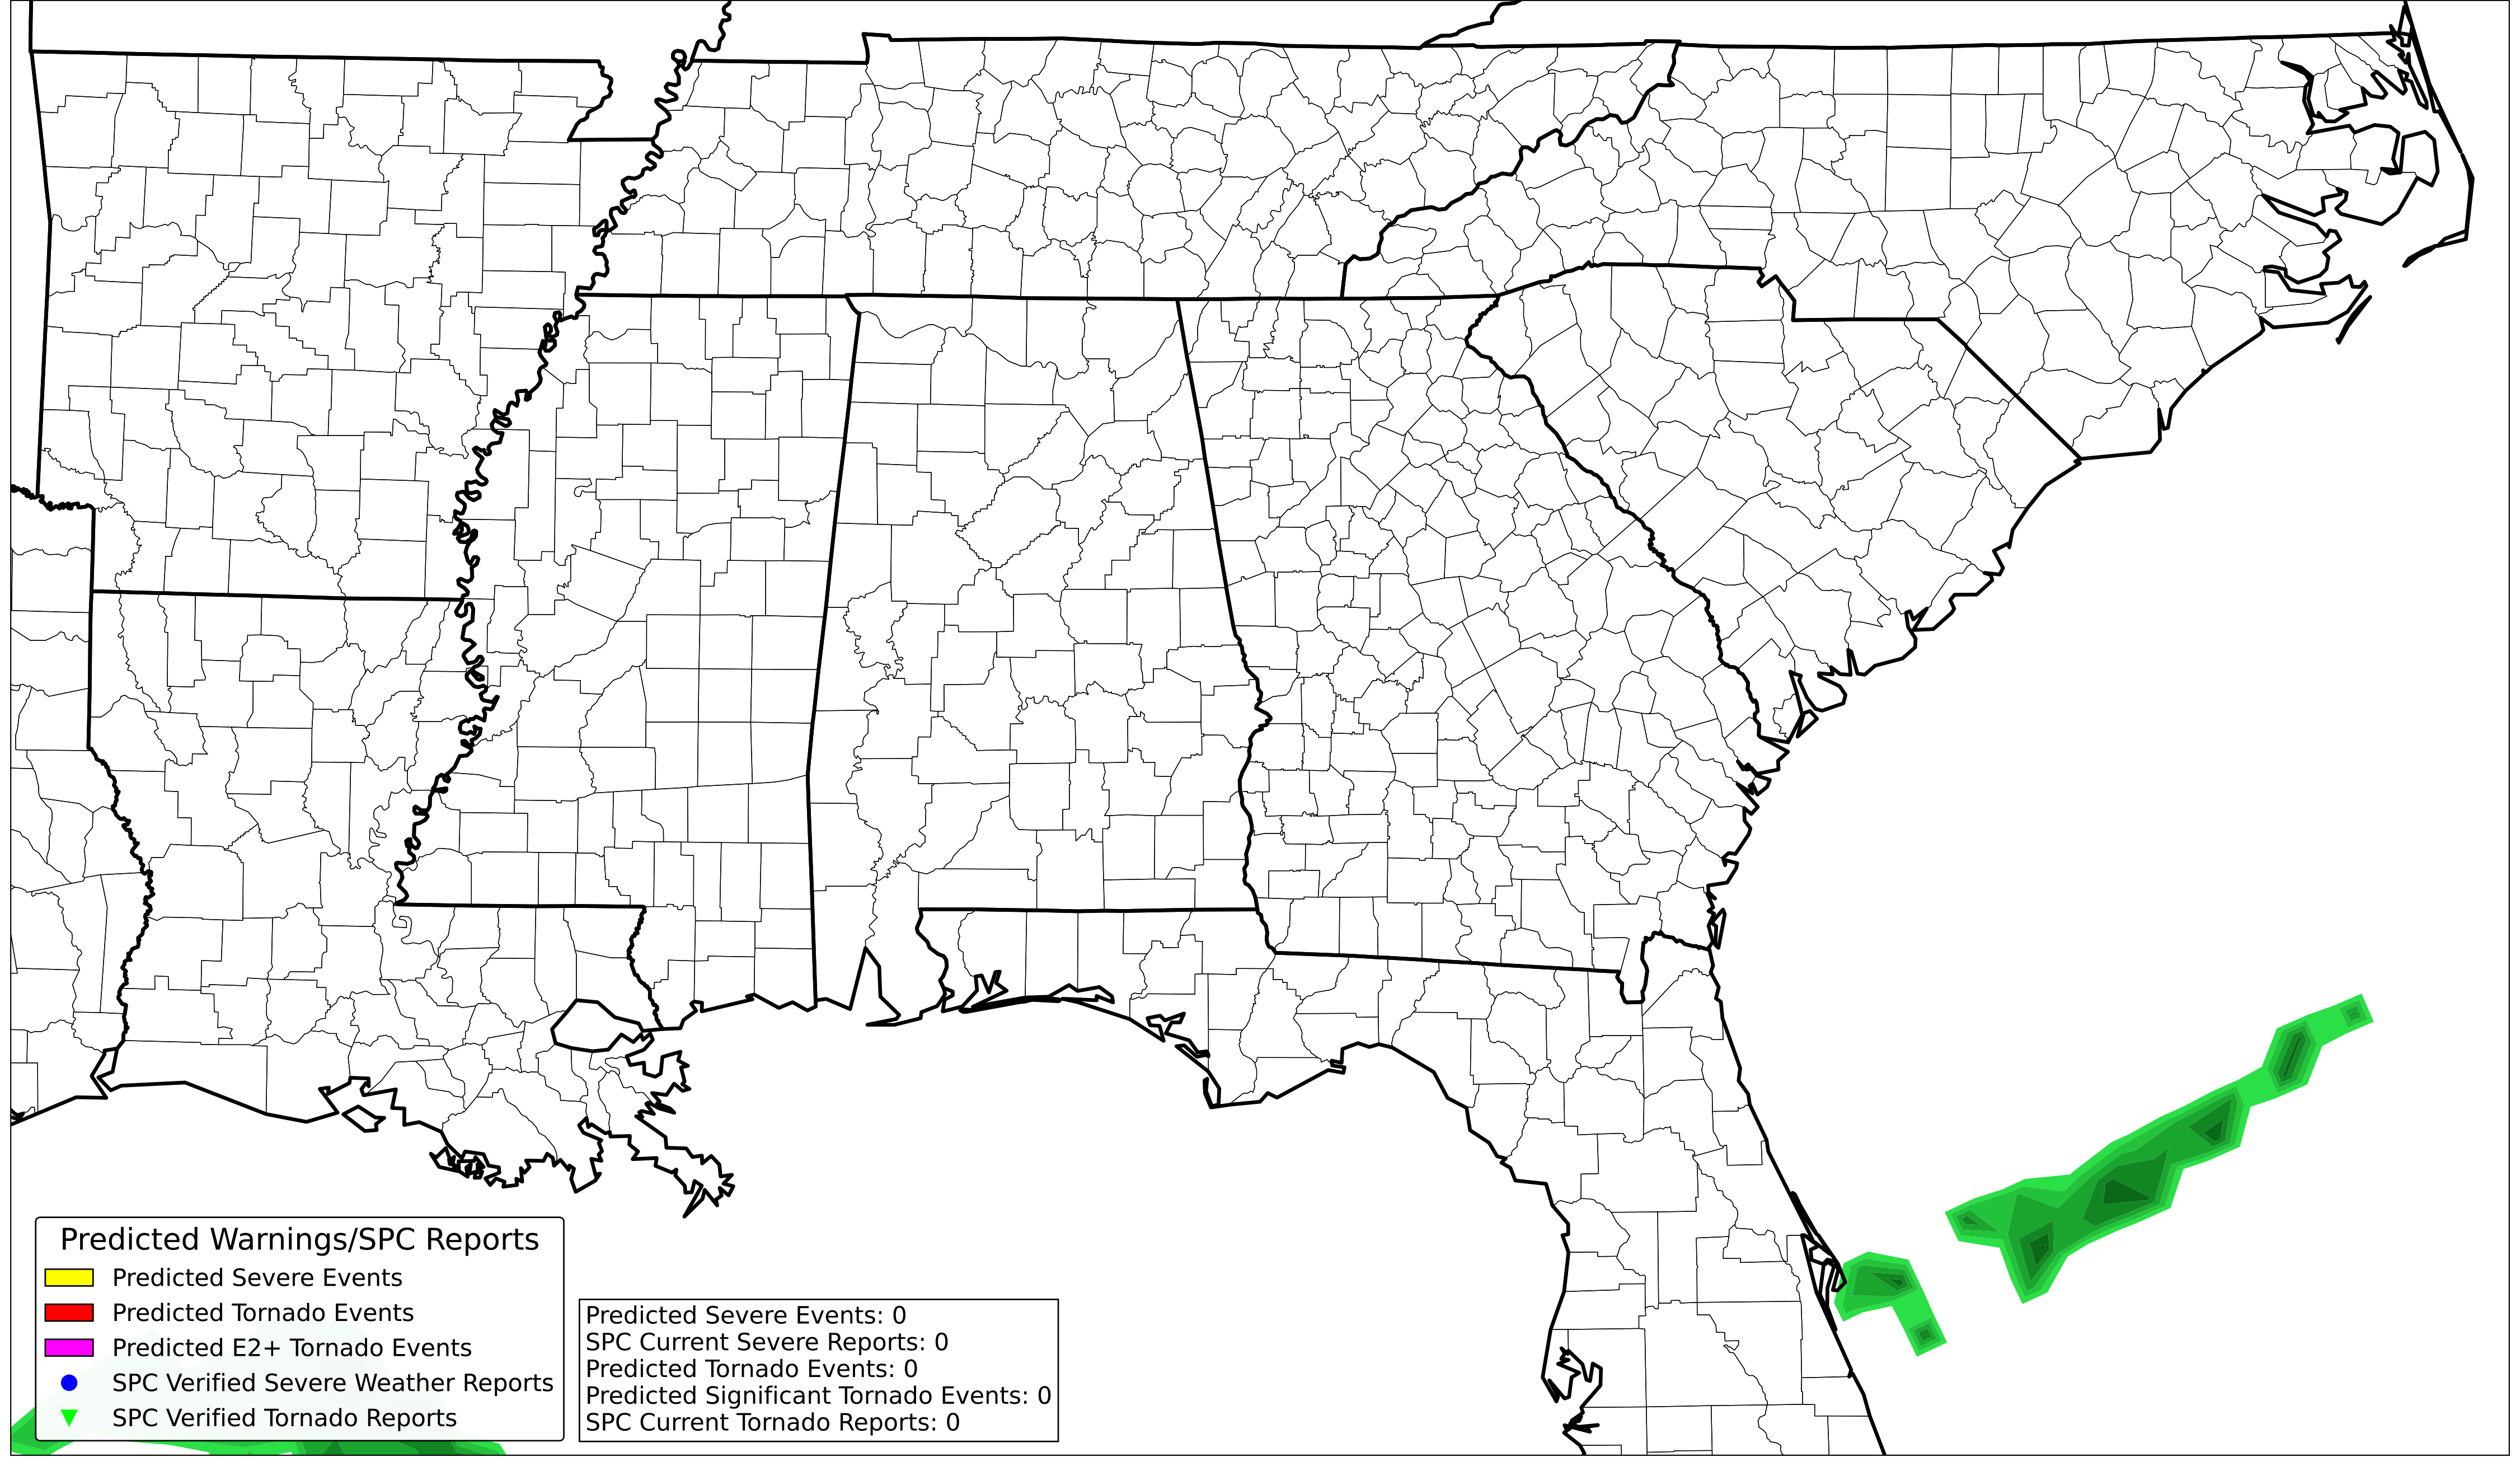 Predicted Warnings/SPC Reports
Predicted Severe Events
Predicted Tornado Events
Predicted E2+ Tornado Events
SPC Verified Severe Weather Reports
SPC Verified Tornado Reports
Predicted Severe Events: 0
SPC Current Severe Reports: 0
Predicted Tornado Events: 0
Predicted Significant Tornado Events: 0
SPC Current Tornado Reports: 0